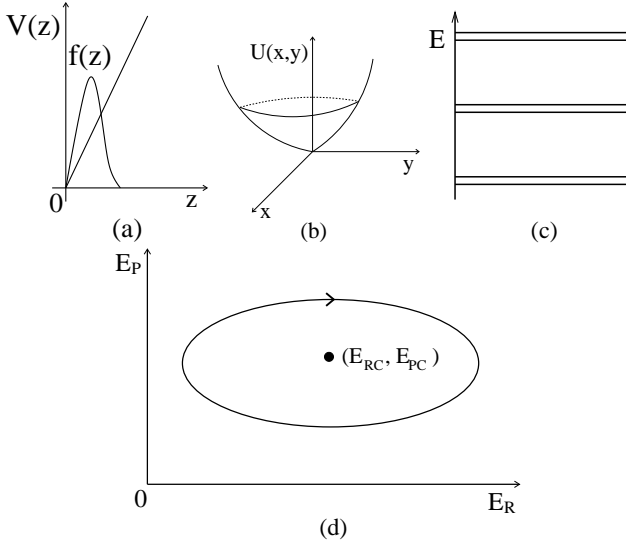 V(z)
f(z)
0
z
(a)
U(x,y)
y
x
(b)
E
(c)
E_P
(E_RC, E_PC)
0
E_R
(d)